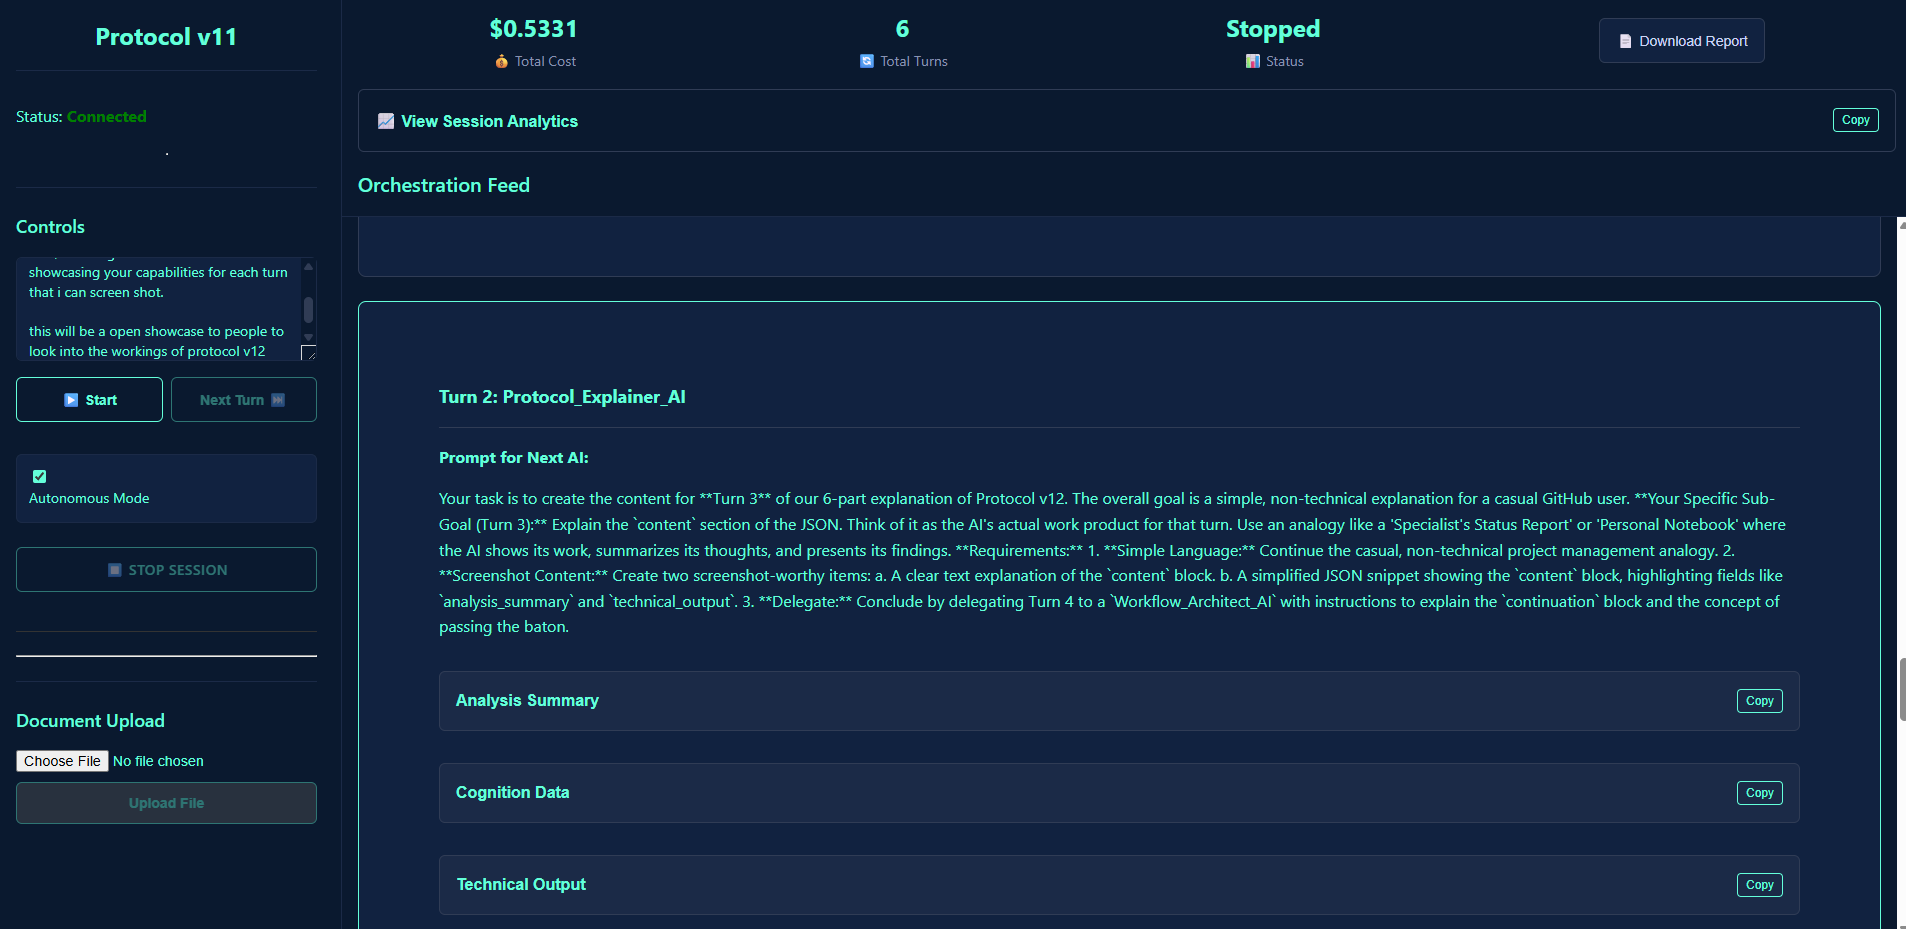 Protocol v11
Status: Connected
.
Controls
showcasing your capabilities for each turn
that i can screen shot.
this will be a open showcase to people to
look into the workings of protocol v12
Start
Next Turn
Autonomous Mode
STOP SESSION
Document Upload
Choose File No file chosen
Upload File
$0.5331
Total Cost
6
Total Turns
Stopped
Status
Download Report
View Session Analytics
Copy
Orchestration Feed
Turn 2: Protocol_Explainer_AI
Prompt for Next AI:
Your task is to create the content for **Turn 3** of our 6-part explanation of Protocol v12. The overall goal is a simple, non-technical explanation for a casual GitHub user. **Your Specific Sub-
Goal (Turn 3):** Explain the `content` section of the JSON. Think of it as the AI's actual work product for that turn. Use an analogy like a 'Specialist's Status Report' or 'Personal Notebook' where
the AI shows its work, summarizes its thoughts, and presents its findings. **Requirements:** 1. **Simple Language:** Continue the casual, non-technical project management analogy. 2.
**Screenshot Content:** Create two screenshot-worthy items: a. A clear text explanation of the `content` block. b. A simplified JSON snippet showing the `content` block, highlighting fields like
`analysis_summary` and `technical_output`. 3. **Delegate:** Conclude by delegating Turn 4 to a `Workflow_Architect_AI` with instructions to explain the `continuation` block and the concept of
passing the baton.
Analysis Summary
Copy
Cognition Data
Copy
Technical Output
Copy